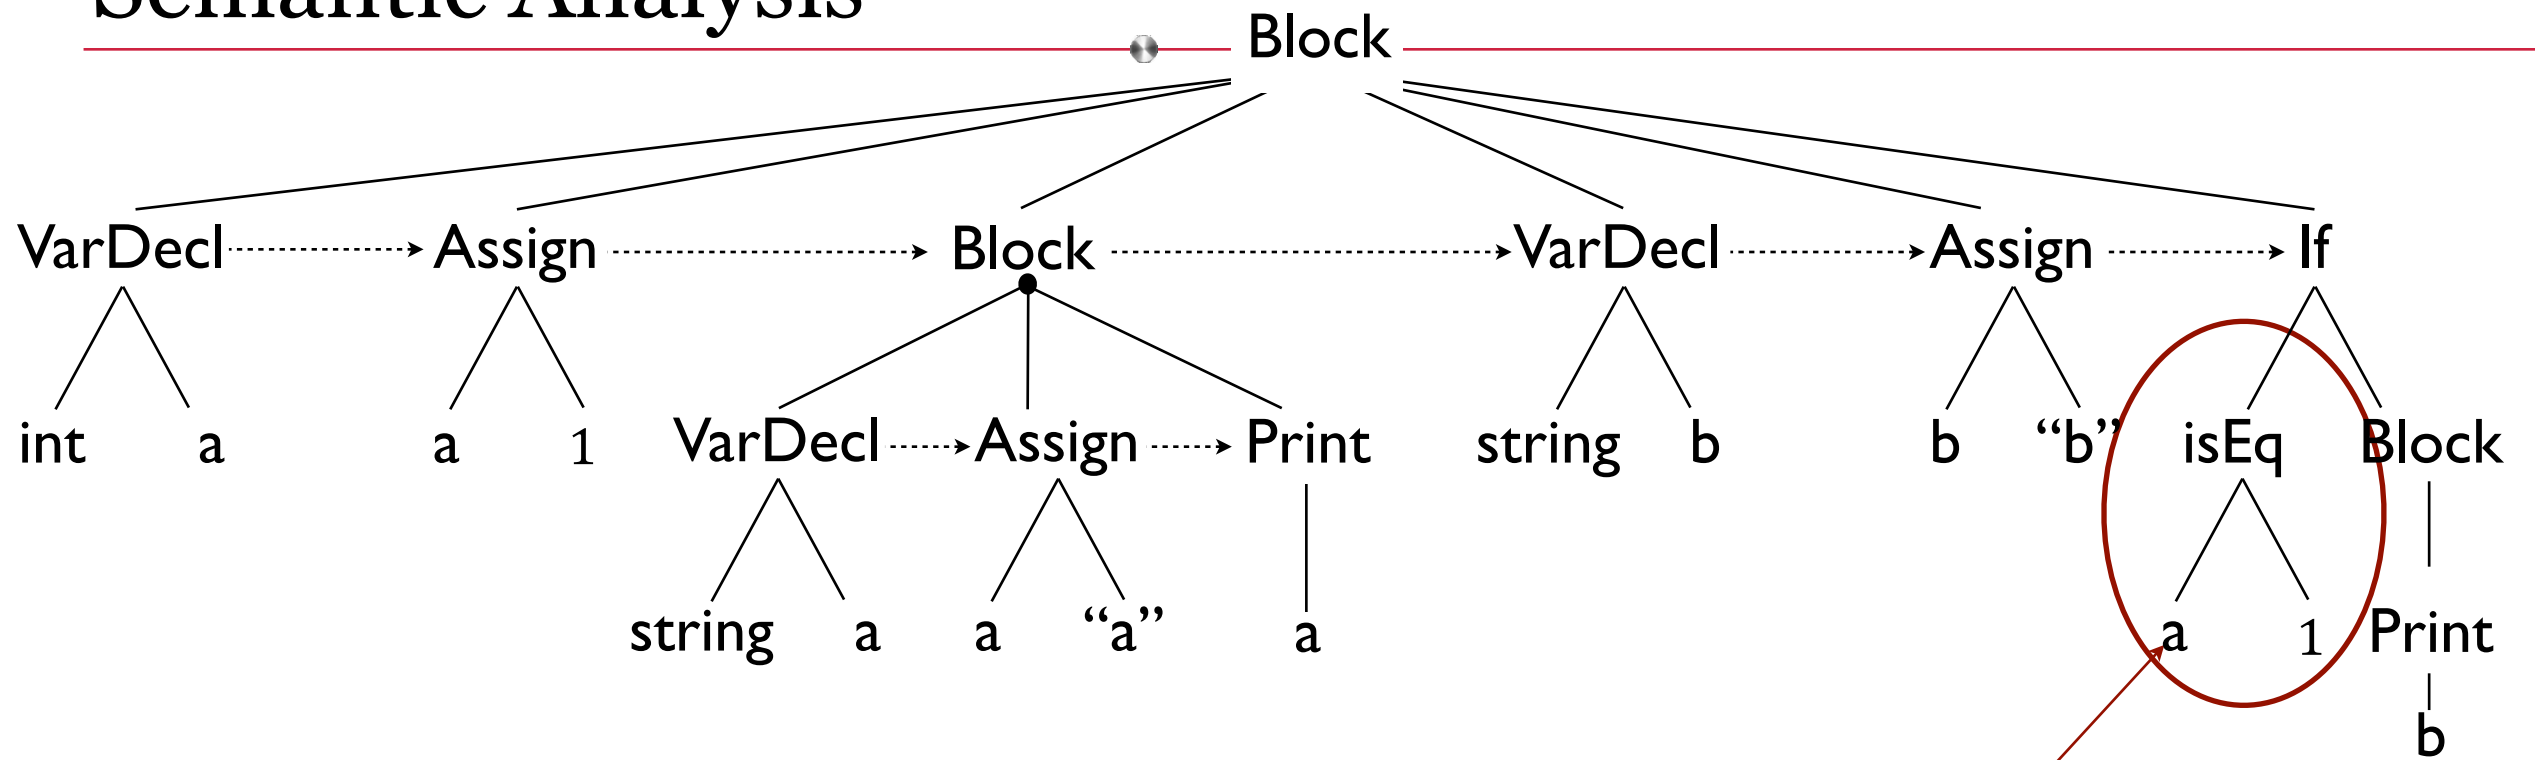 Semantic Analysis
Block
VarDecl Assign Block VarDecl Assign If
int a a 1 VarDecl Assign Print string b b “b” isEq Block
string a a “a” a a 1 Print
b